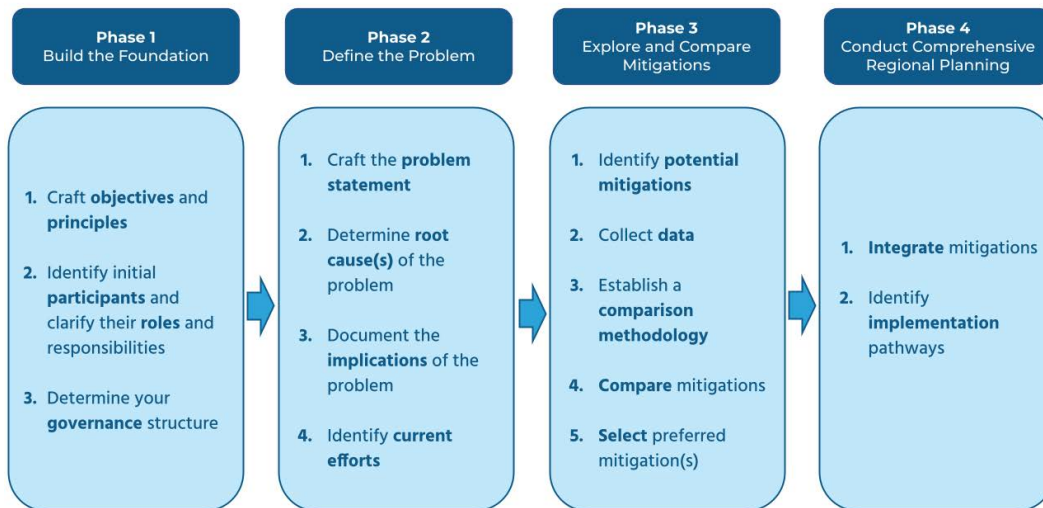 Phase 1
Build the Foundation
Phase 2
Define the Problem
Phase 3
Explore and Compare
Mitigations
Phase 4
Conduct Comprehensive
Regional Planning
1. Craft objectives and
principles
2. Identify initial
participants and
clarify their roles and
responsibilities
3. Determine your
governance structure
1. Craft the problem
statement
2. Determine root
cause(s) of the
problem
3. Document the
implications of the
problem
4. Identify current
efforts
1. Identify potential
mitigations
2. Collect data
3. Establish a
comparison
methodology
4. Compare mitigations
5. Select preferred
mitigation(s)
1. Integrate mitigations
2. Identify
implementation
pathways